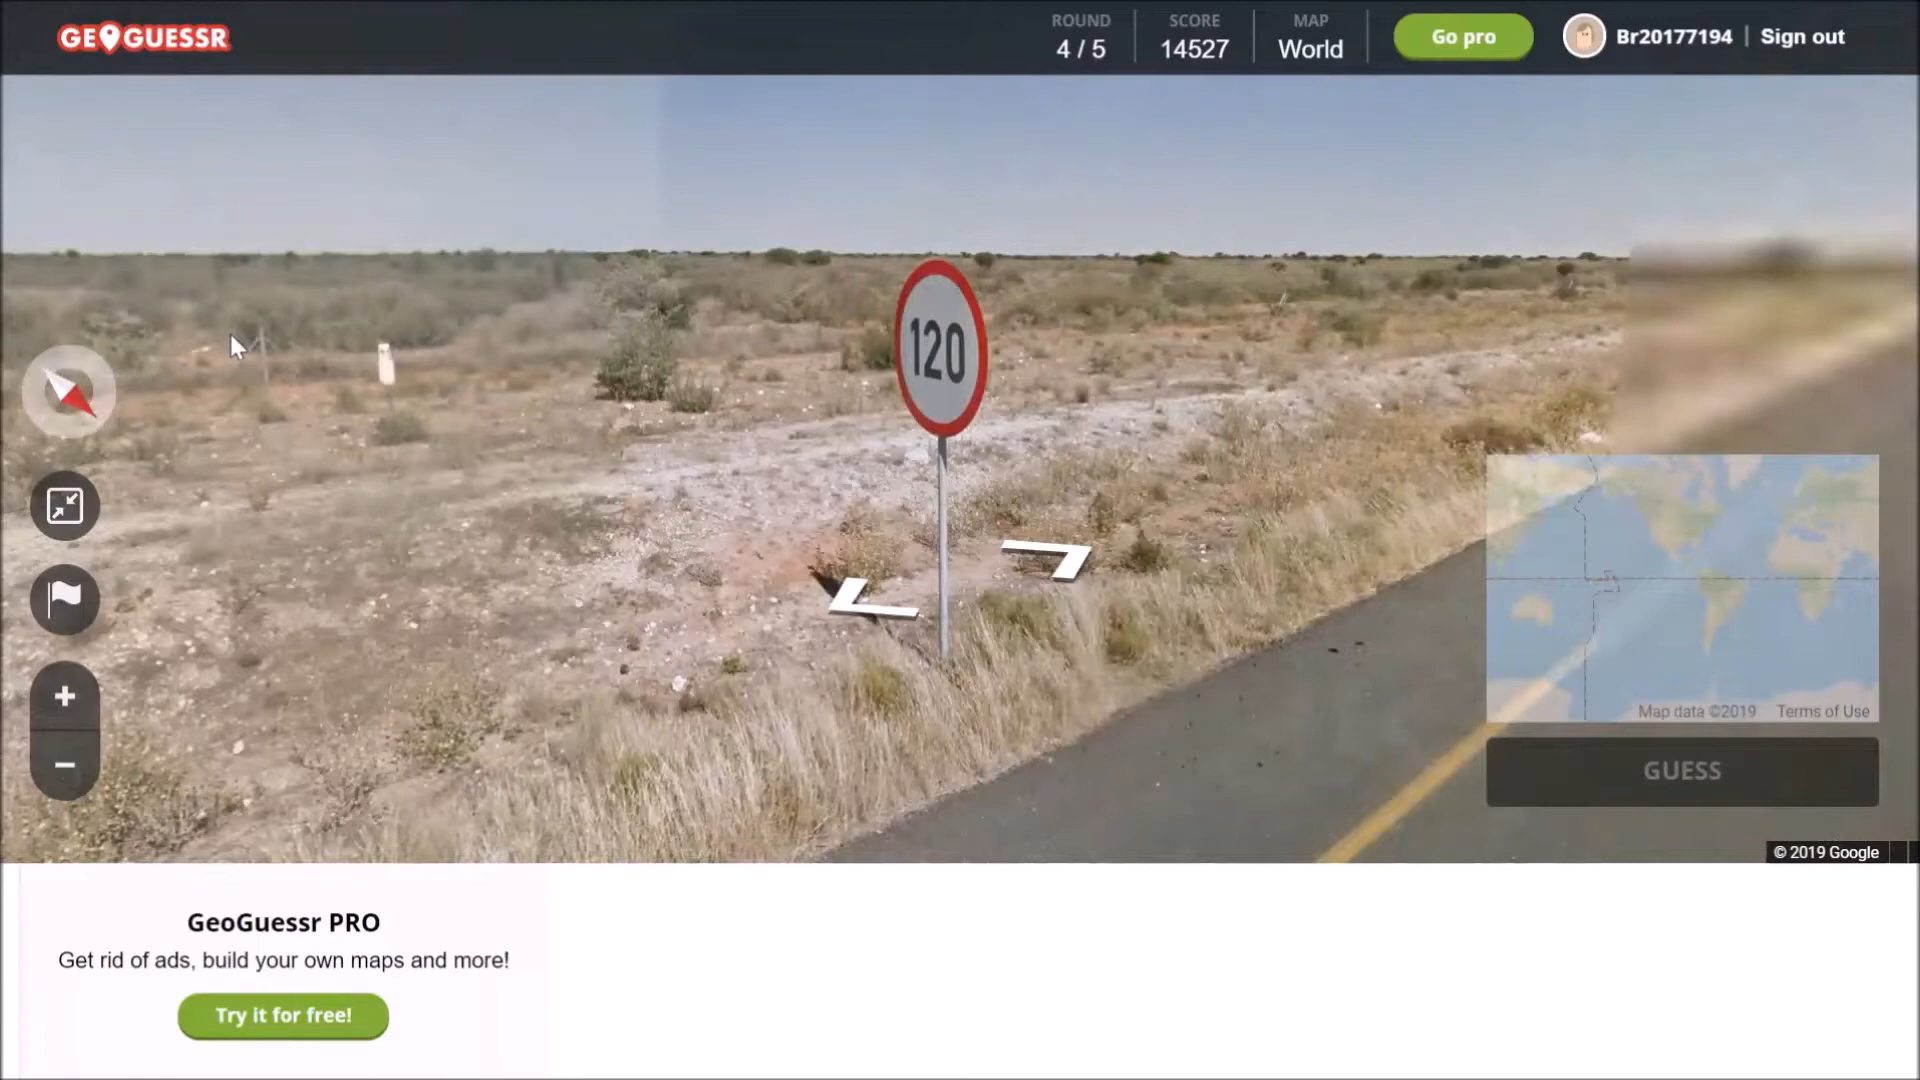 GEOGUESSR
ROUND
4 / 5
SCORE
14527
MAP
World
Go pro
Br20177194 | Sign out
120
Map data ©2019 Terms of Use
GUESS
© 2019 Google
GeoGuessr PRO
Get rid of ads, build your own maps and more!
Try it for free!